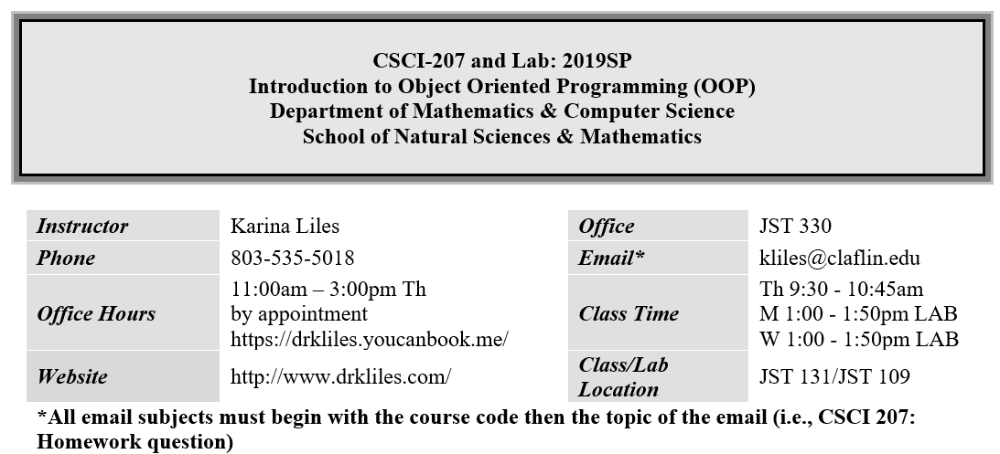 CSCI-207 and Lab: 2019SP
Introduction to Object Oriented Programming (OOP)
Department of Mathematics & Computer Science
School of Natural Sciences & Mathematics
Instructor Karina Liles Office JST 330
Phone 803-535-5018 Email* kliles@claflin.edu
Office Hours
11:00am – 3:00pm Th
by appointment
https://drkliles.youcanbook.me/
Class Time
Th 9:30 - 10:45am
M 1:00 - 1:50pm LAB
W 1:00 - 1:50pm LAB
Website http://www.drkliles.com/
Class/Lab
Location
JST 131/JST 109
*All email subjects must begin with the course code then the topic of the email (i.e., CSCI 207:
Homework question)